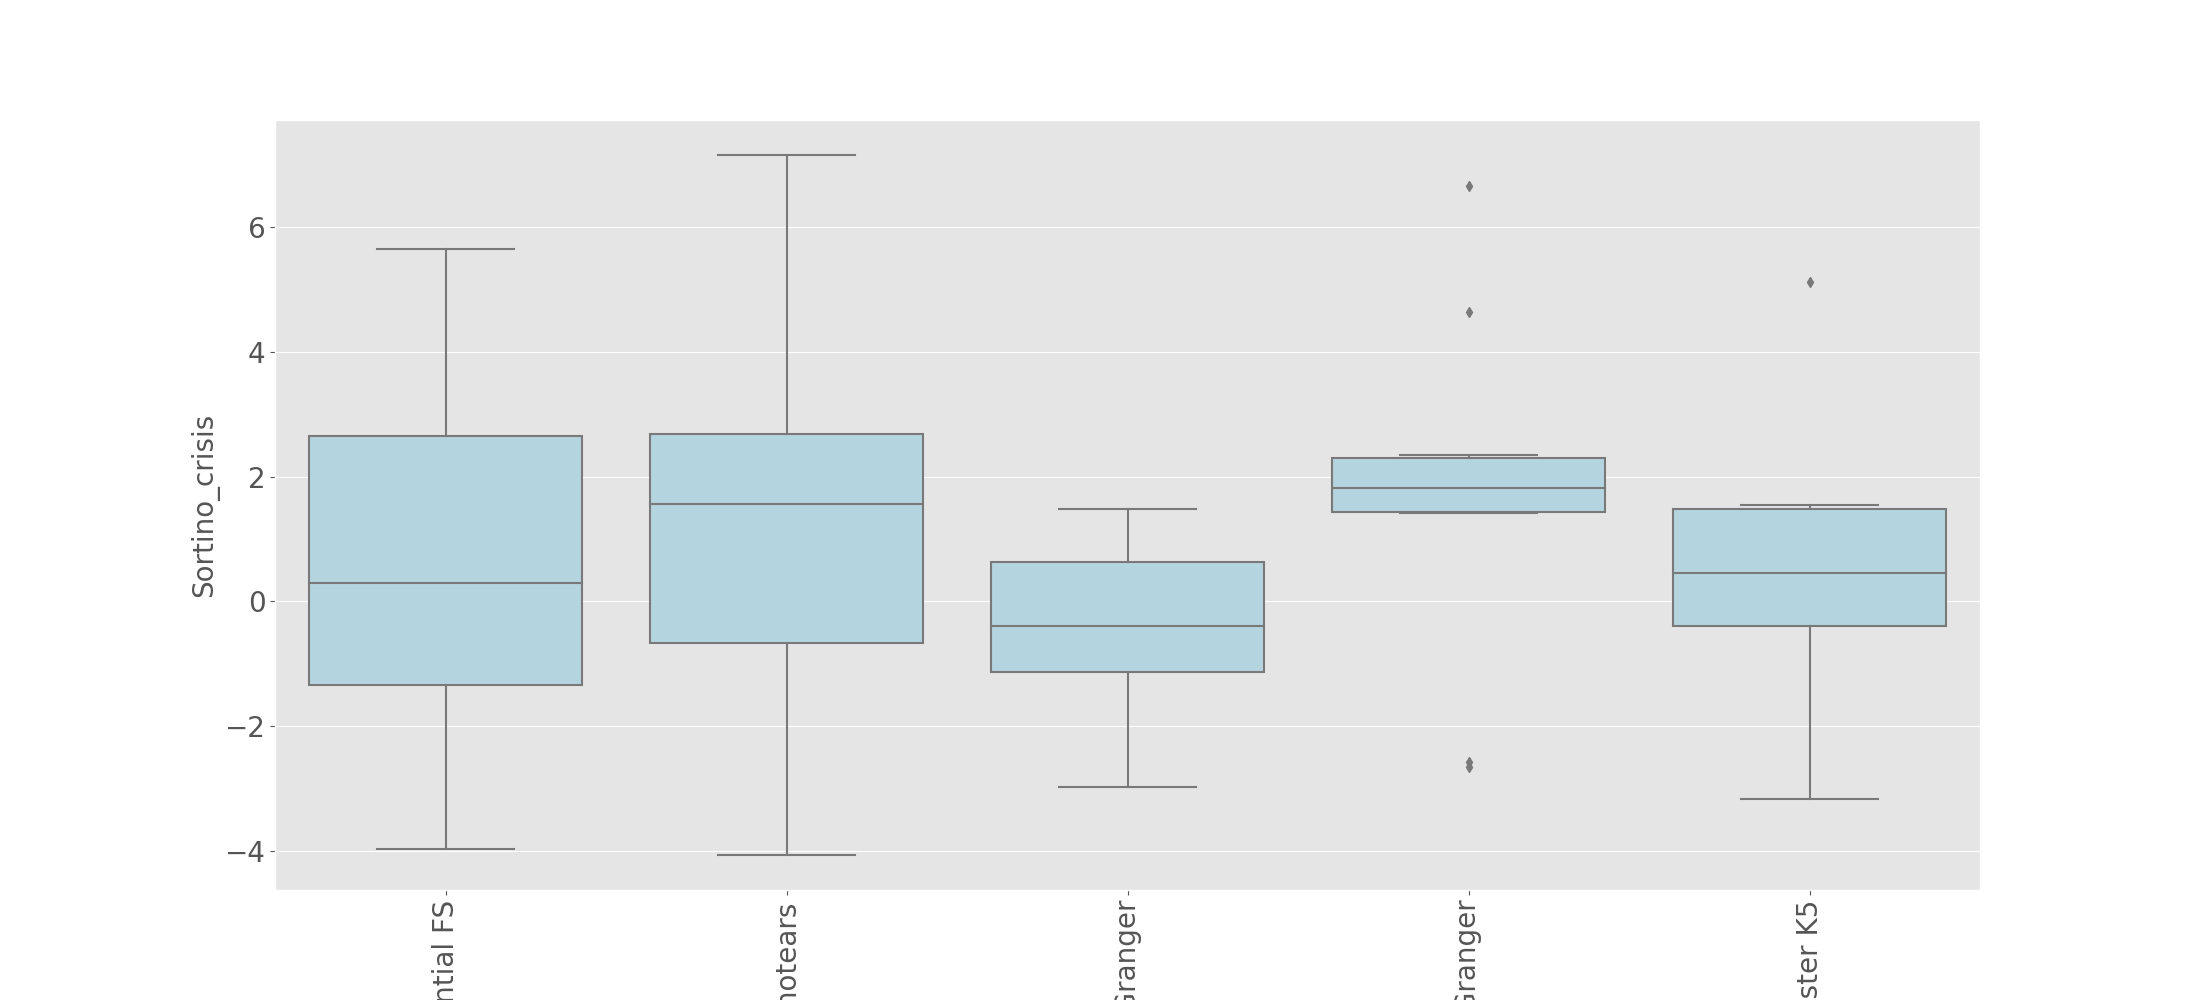 6
4
2
0
−2
−4
Sortino_crisis
ntial FS
notears
Granger
Granger
ster K5